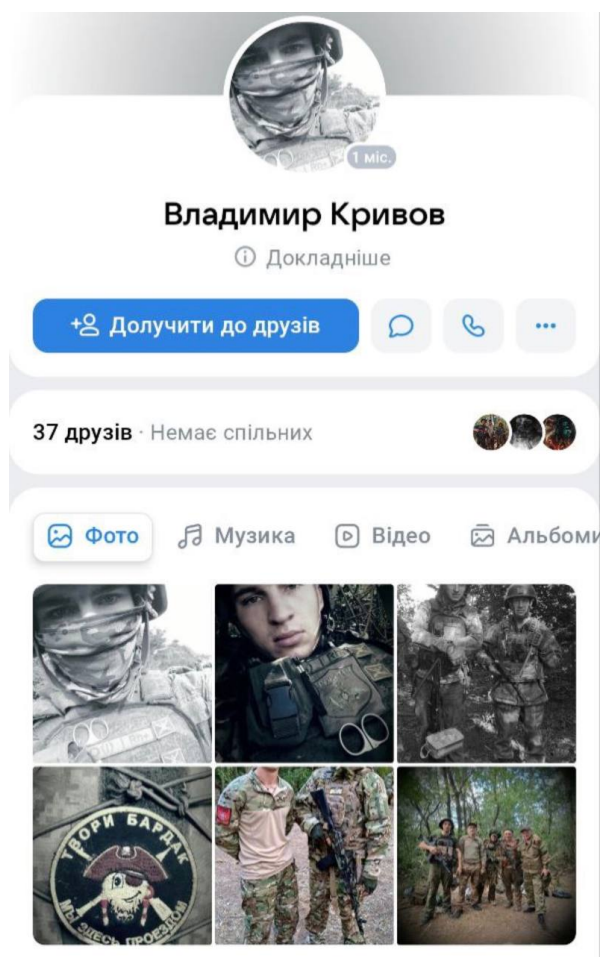 1 міс.
Владимир Кривов
Докладніше
Долучити до друзів
37 друзів · Немає спільних
Фото
Музика
Відео
Альбоми
ТВОРИ БАРДАК
МЫ ЗДЕСЬ ПРОЕЗДОМ